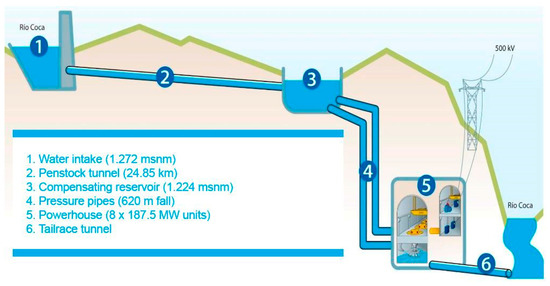 Rio Coca
1
2
3
500 kV
1. Water intake (1.272 msnm)
2. Penstock tunnel (24.85 km)
3. Compensating reservoir (1.224 msnm)
4. Pressure pipes (620 m fall)
5. Powerhouse (8 x 187.5 MW units)
6. Tailrace tunnel
4
5
Rio Coca
6